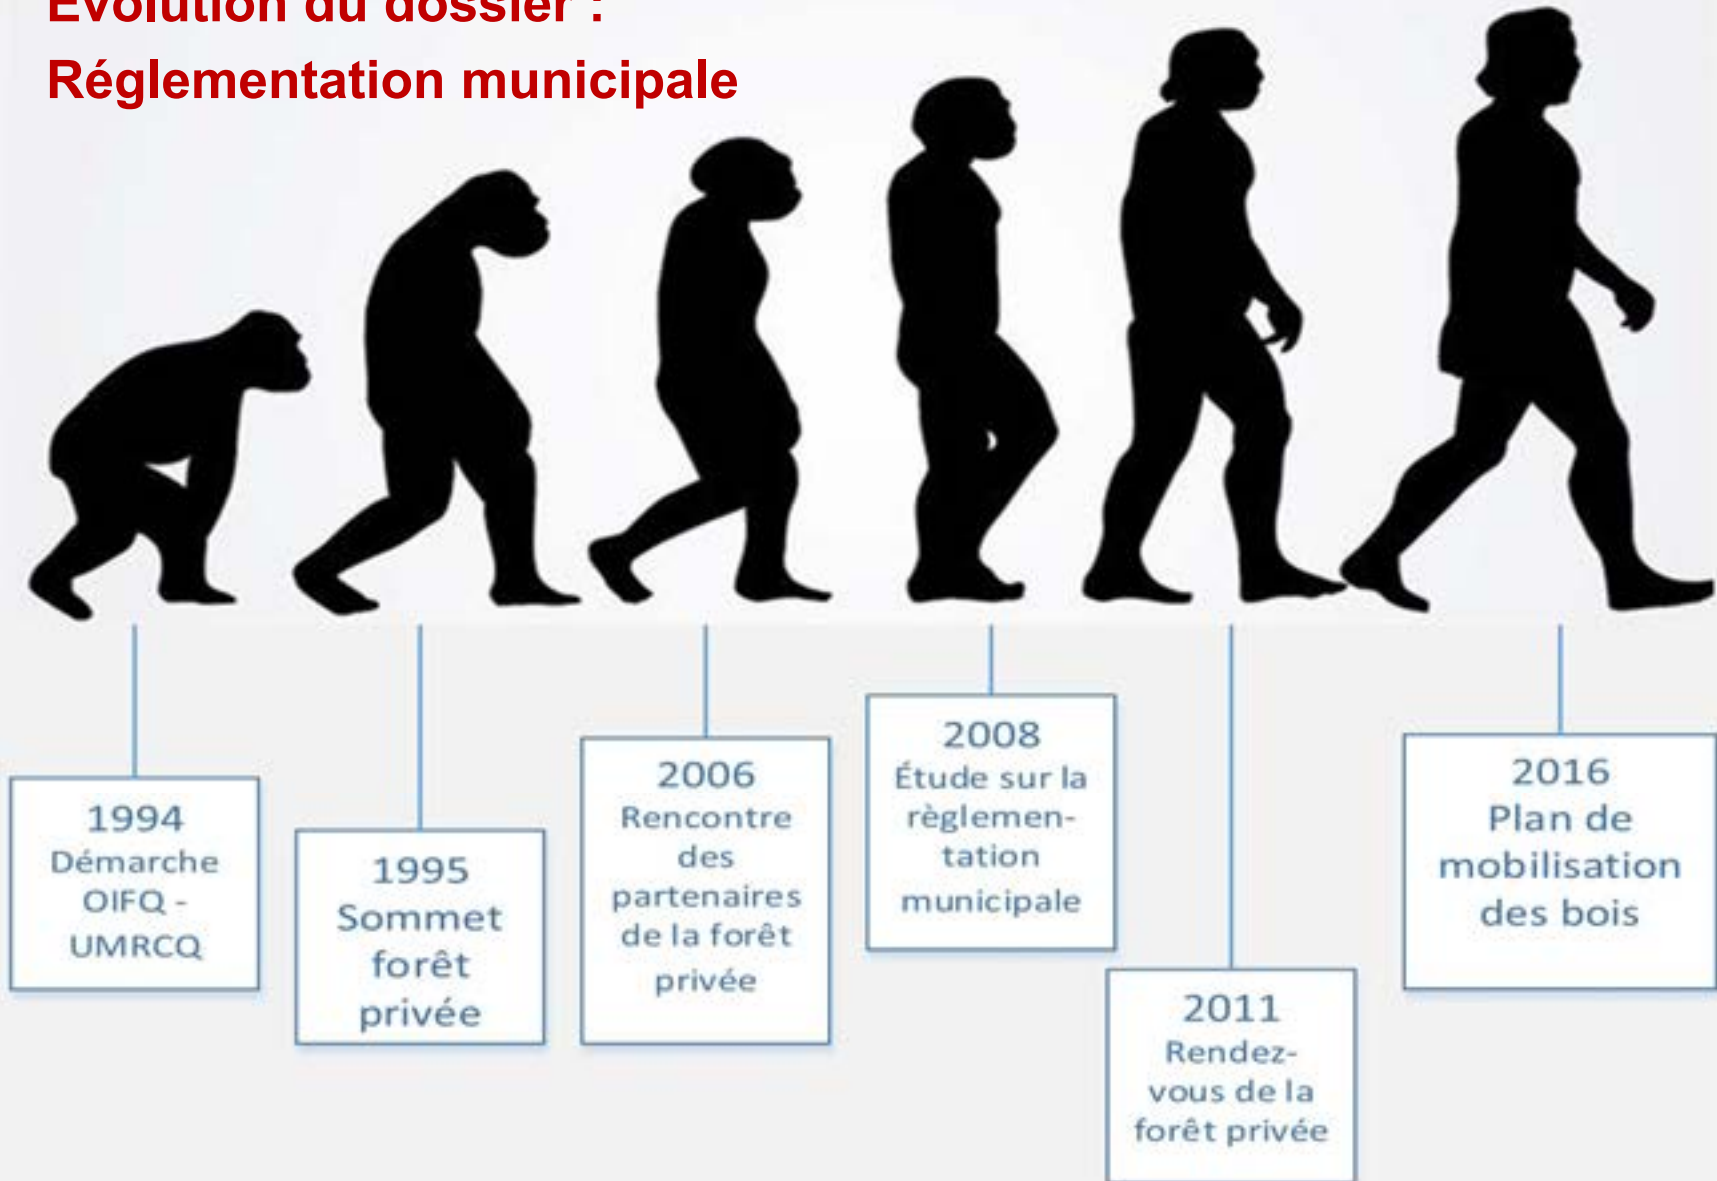 Évolution du dossier :
Réglementation municipale
1994
Démarche
OIFQ -
UMRCQ
1995
Sommet
forêt
privée
2006
Rencontre
des
partenaires
de la forêt
privée
2008
Étude sur la
règlemen-
tation
municipale
2011
Rendez-
vous de la
forêt privée
2016
Plan de
mobilisation
des bois